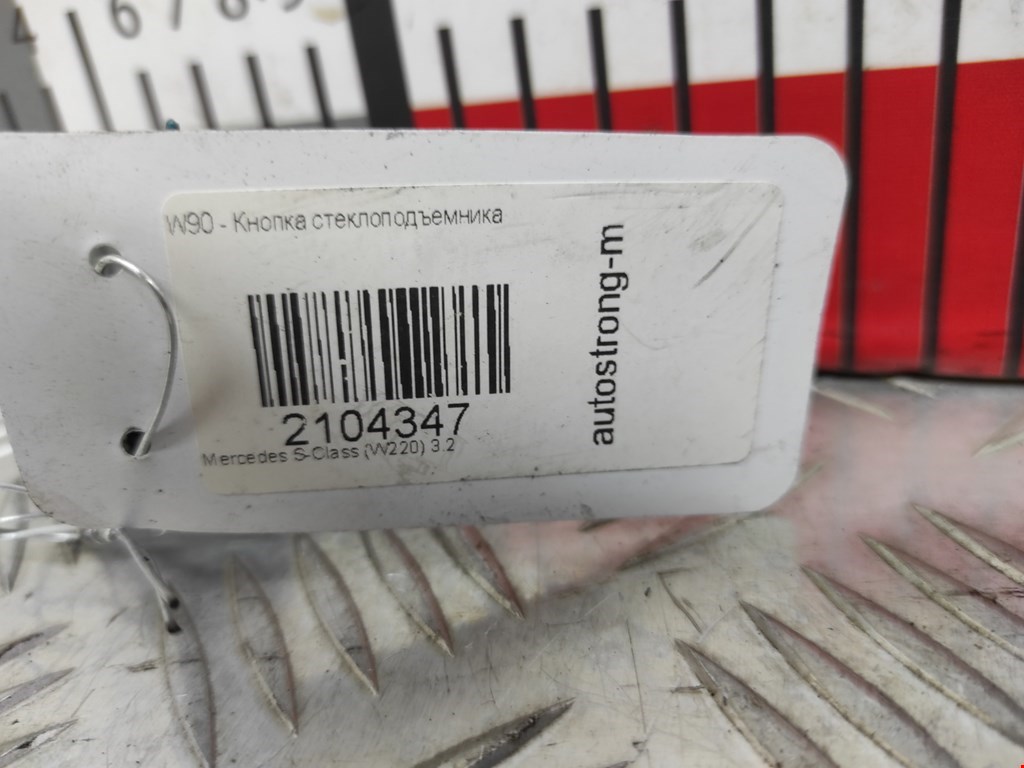 W90 - Кнопка стеклоподъемника
2104347
Mercedes S-Class (W220) 3.2
autostrong-m